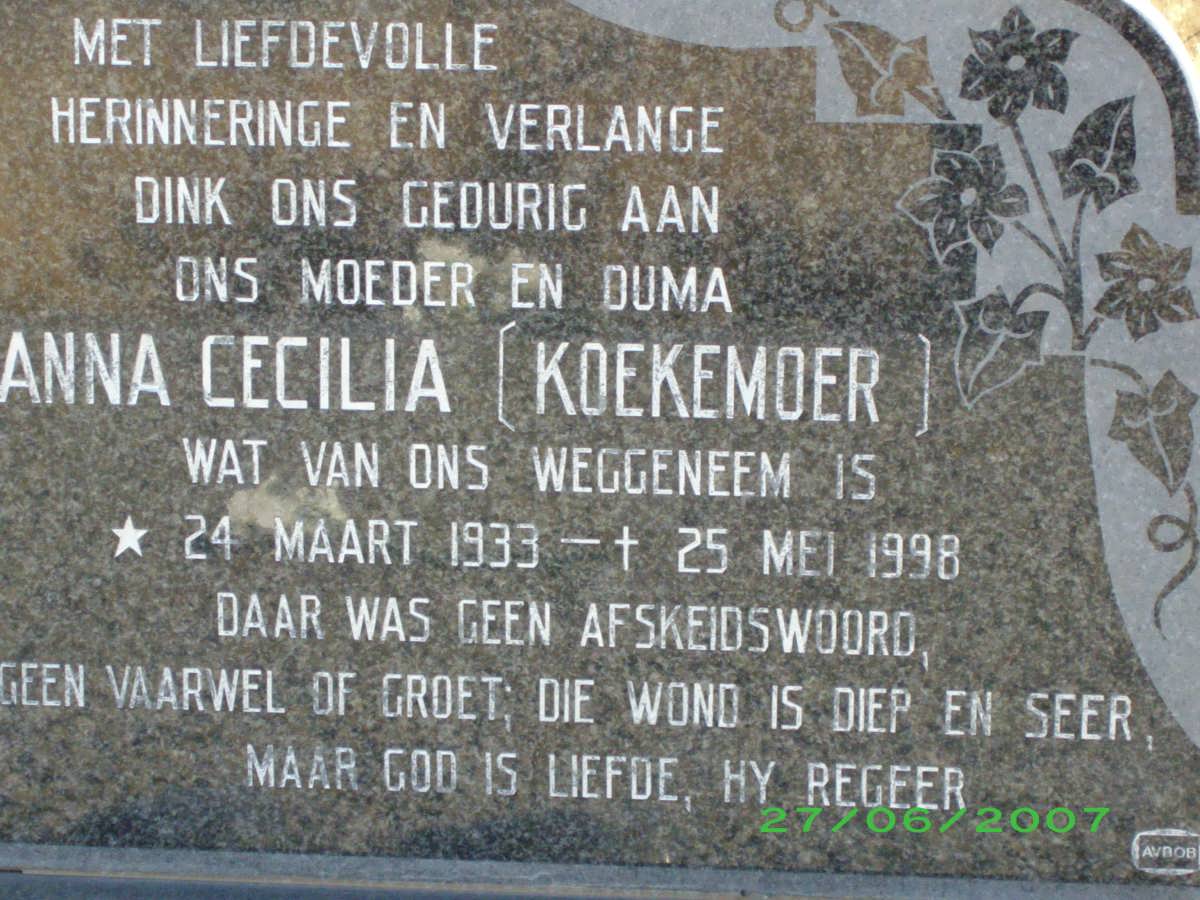 MET LIEFDEVOLLE
HERINNERINGE EN VERLANGE
DINK ONS GEDURIG AAN
ONS MOEDER EN OUMA
ANNA CECILIA (KOEKEMOER)
WAT VAN ONS WEGGENEEM IS
★ 24 MAART 1933 — † 25 MEI 1998
DAAR WAS GEEN AFSKEIDSWOORD,
GEEN VAARWEL OF GROET; DIE WOND IS DIEP EN SEER,
MAAR GOD IS LIEFDE, HY REGEER
27/06/2007
AVBOB